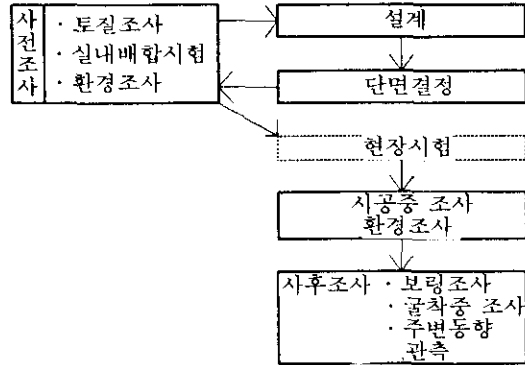 사전조사
· 토질조사
· 실내배합시험
· 환경조사
설계
단면결정
현장시험
시공중 조사
환경조사
사후조사 · 보링조사
· 굴착중 조사
· 주변동향
관측